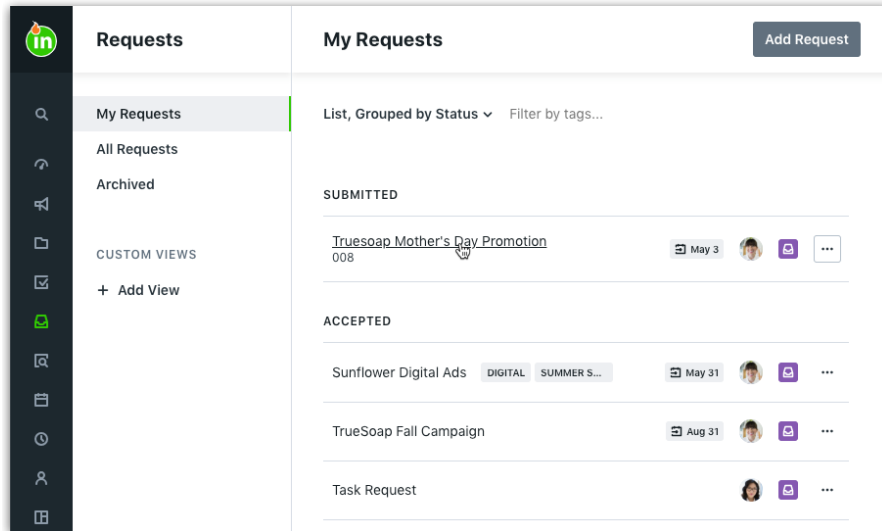 in
Requests
My Requests
Add Request
My Requests
All Requests
Archived
CUSTOM VIEWS
+ Add View
List, Grouped by Status
Filter by tags...
SUBMITTED
Truesoap Mother's Day Promotion
008
May 3
ACCEPTED
Sunflower Digital Ads DIGITAL SUMMER S... May 31
TrueSoap Fall Campaign Aug 31
Task Request